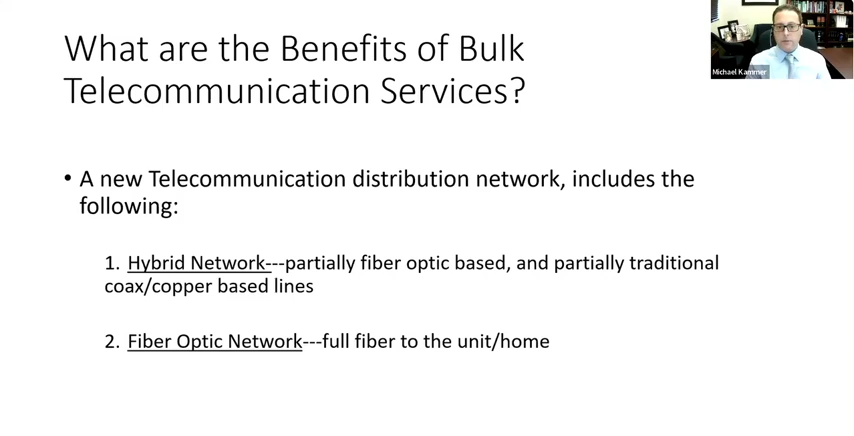 What are the Benefits of Bulk
Telecommunication Services?
Michael Kammer
• A new Telecommunication distribution network, includes the
following:
1. Hybrid Network---partially fiber optic based, and partially traditional
coax/copper based lines
2. Fiber Optic Network---full fiber to the unit/home